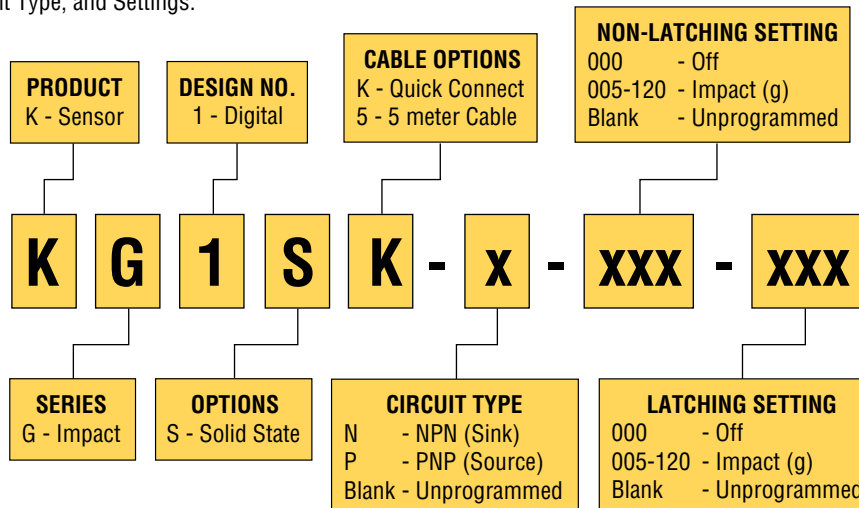 Type, and Settings.
NON-LATCHING SETTING
000 - Off
005-120 - Impact (g)
Blank - Unprogrammed
CABLE OPTIONS
K - Quick Connect
5 - 5 meter Cable
PRODUCT
K - Sensor
DESIGN NO.
1 - Digital
K G 1 S K - x - xxx - xxx
SERIES
G - Impact
OPTIONS
S - Solid State
CIRCUIT TYPE
N - NPN (Sink)
P - PNP (Source)
Blank - Unprogrammed
LATCHING SETTING
000 - Off
005-120 - Impact (g)
Blank - Unprogrammed